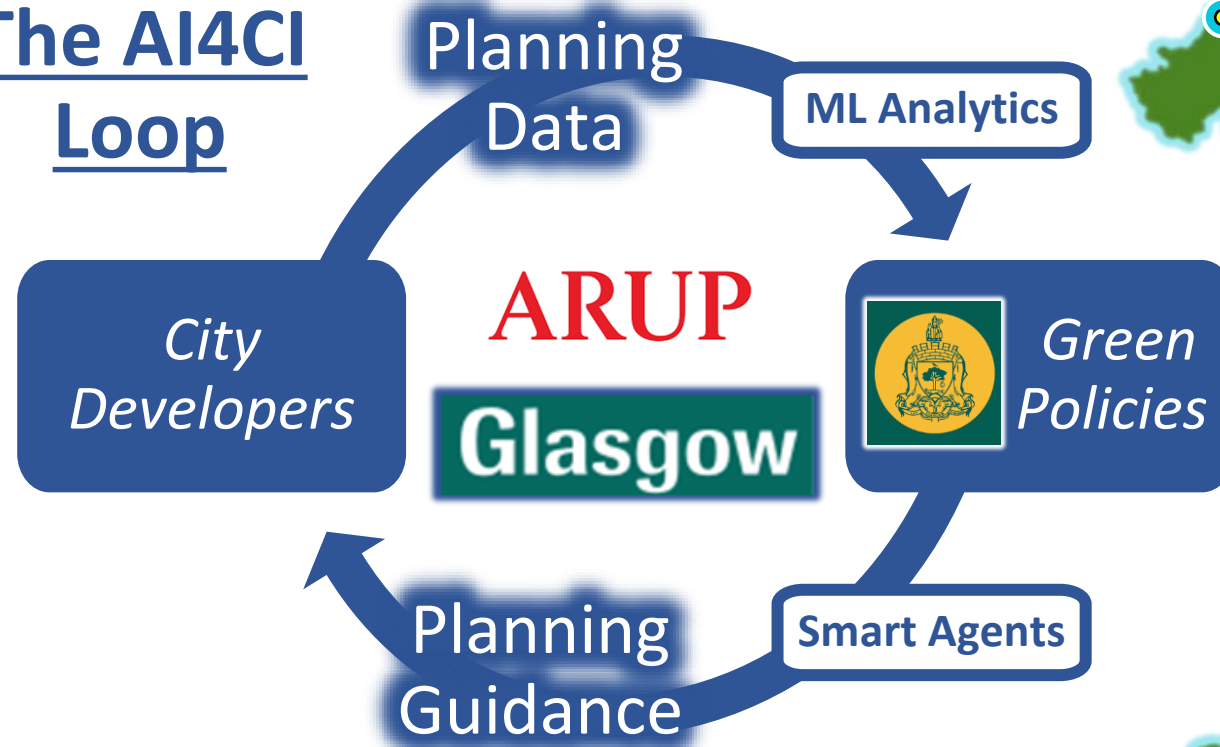 The AI4CI
Loop
Planning
Data
ML Analytics
City
Developers
ARUP
Glasgow
Green
Policies
Smart Agents
Planning
Guidance